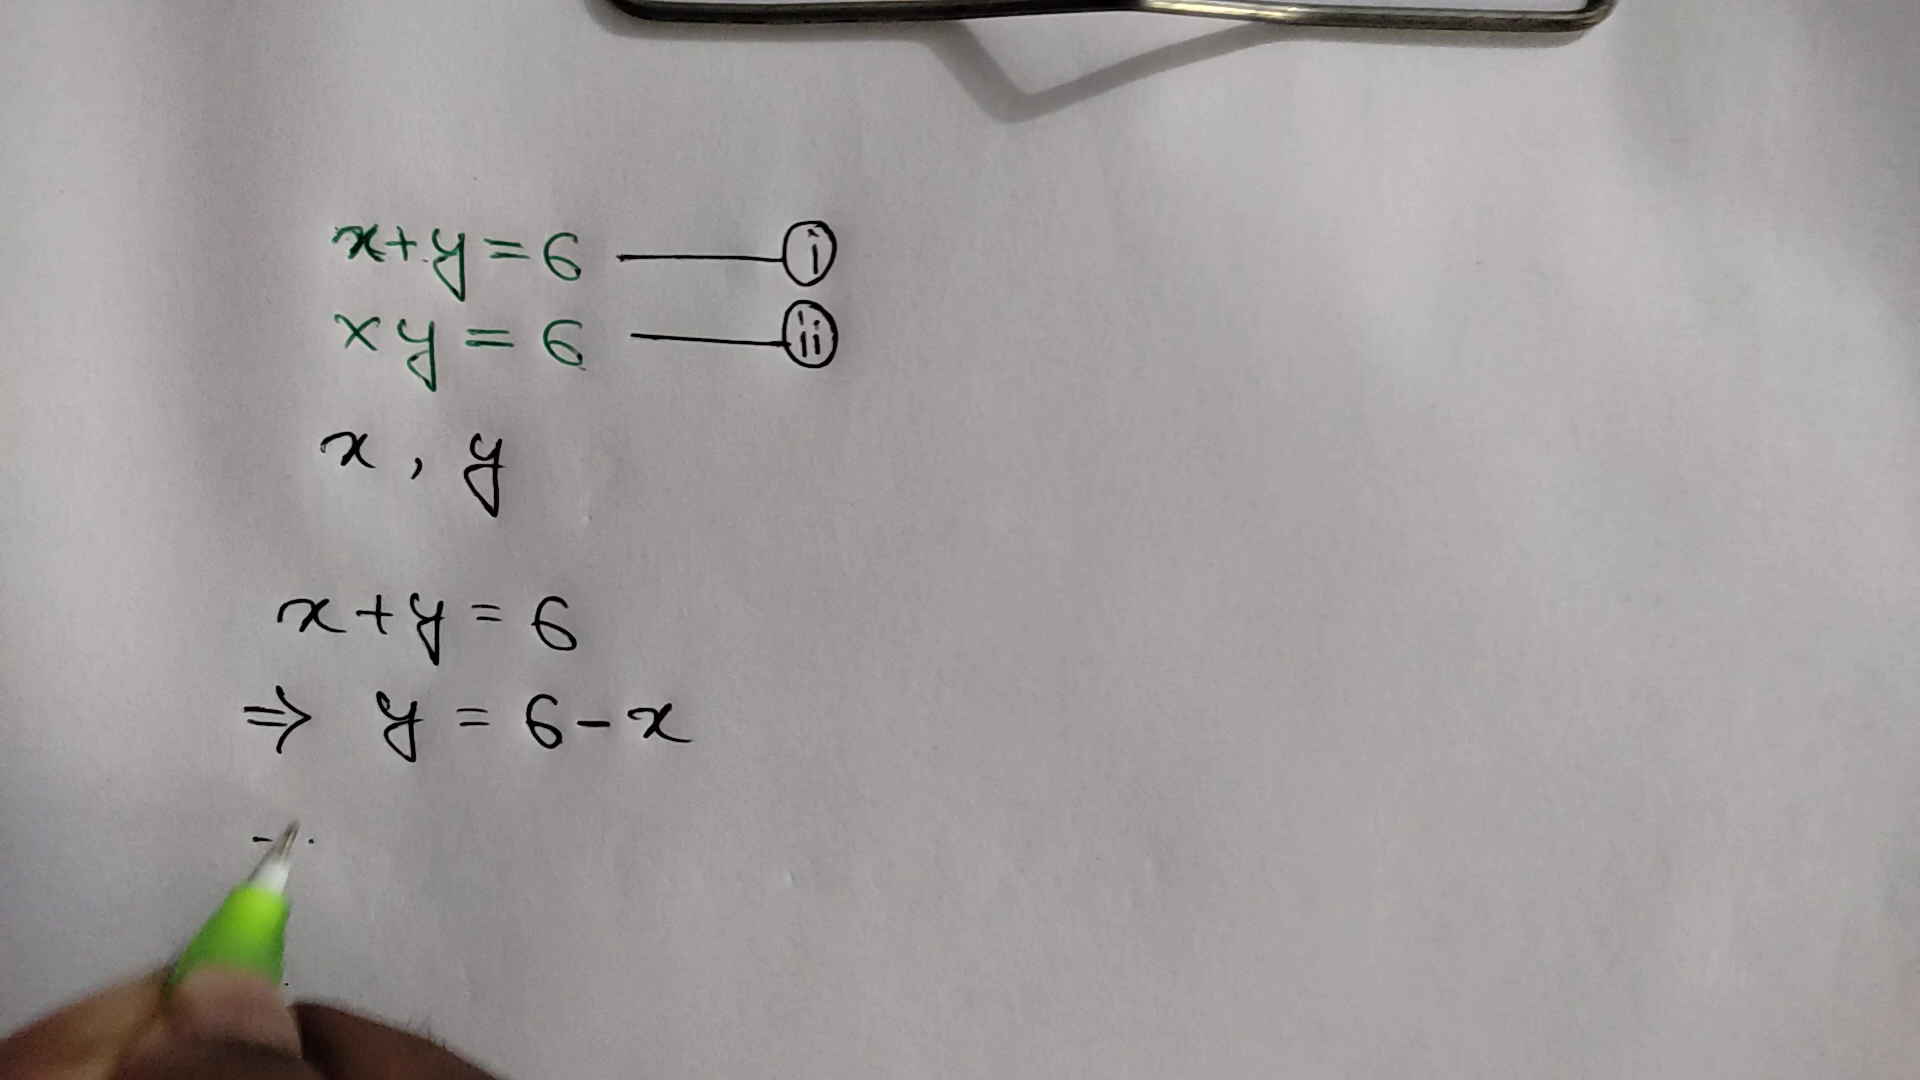 x+y=6 —— (i)
xy=6 —— (ii)
x, y
x+y=6
⇒ y=6-x